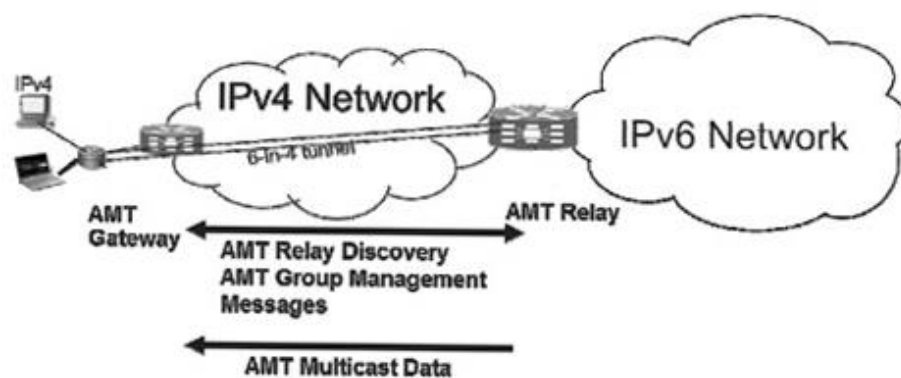 IPv4
IPv4 Network
6-in-4 tunnel
IPv6 Network
AMT
Gateway
AMT Relay
AMT Relay Discovery
AMT Group Management
Messages
AMT Multicast Data